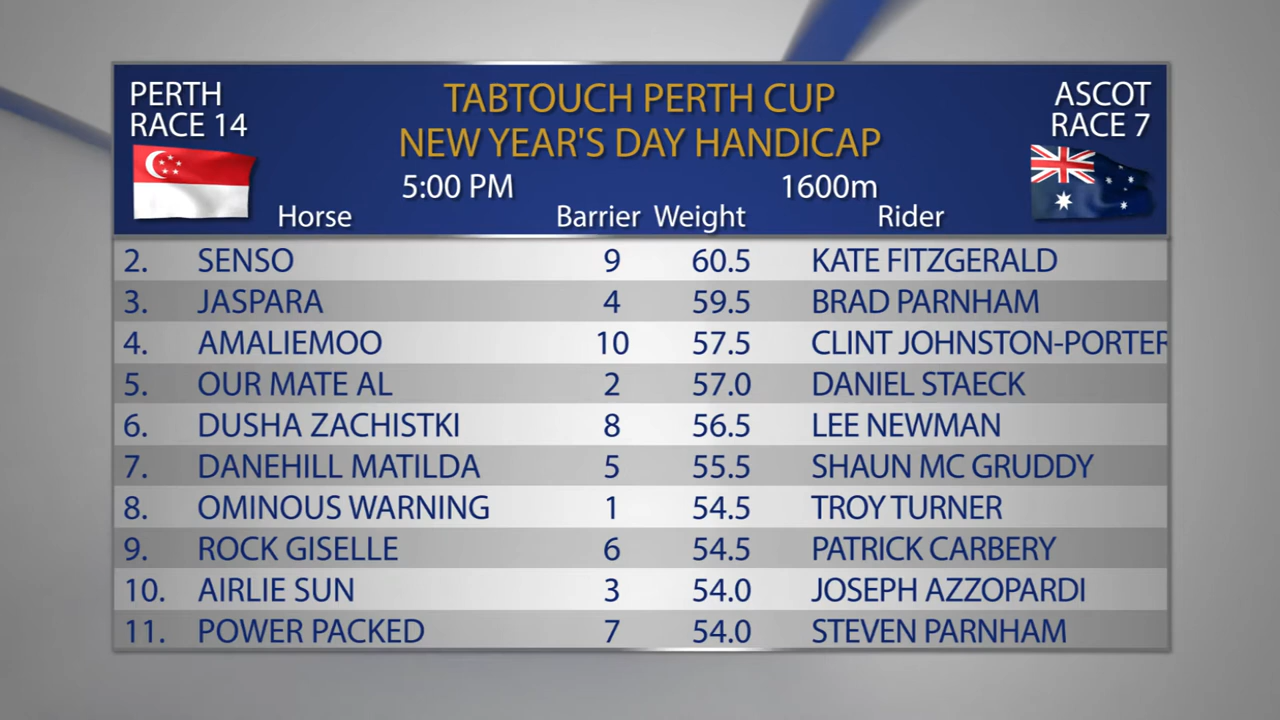 PERTH
RACE 14
TABTOUCH PERTH CUP
NEW YEAR'S DAY HANDICAP
ASCOT
RACE 7
5:00 PM 1600m
Horse Barrier Weight Rider
2. SENSO 9 60.5 KATE FITZGERALD
3. JASPARA 4 59.5 BRAD PARNHAM
4. AMALIEMOO 10 57.5 CLINT JOHNSTON-PORTER
5. OUR MATE AL 2 57.0 DANIEL STAECK
6. DUSHA ZACHISTKI 8 56.5 LEE NEWMAN
7. DANEHILL MATILDA 5 55.5 SHAUN MC GRUDDY
8. OMINOUS WARNING 1 54.5 TROY TURNER
9. ROCK GISELLE 6 54.5 PATRICK CARBERY
10. AIRLIE SUN 3 54.0 JOSEPH AZZOPARDI
11. POWER PACKED 7 54.0 STEVEN PARNHAM